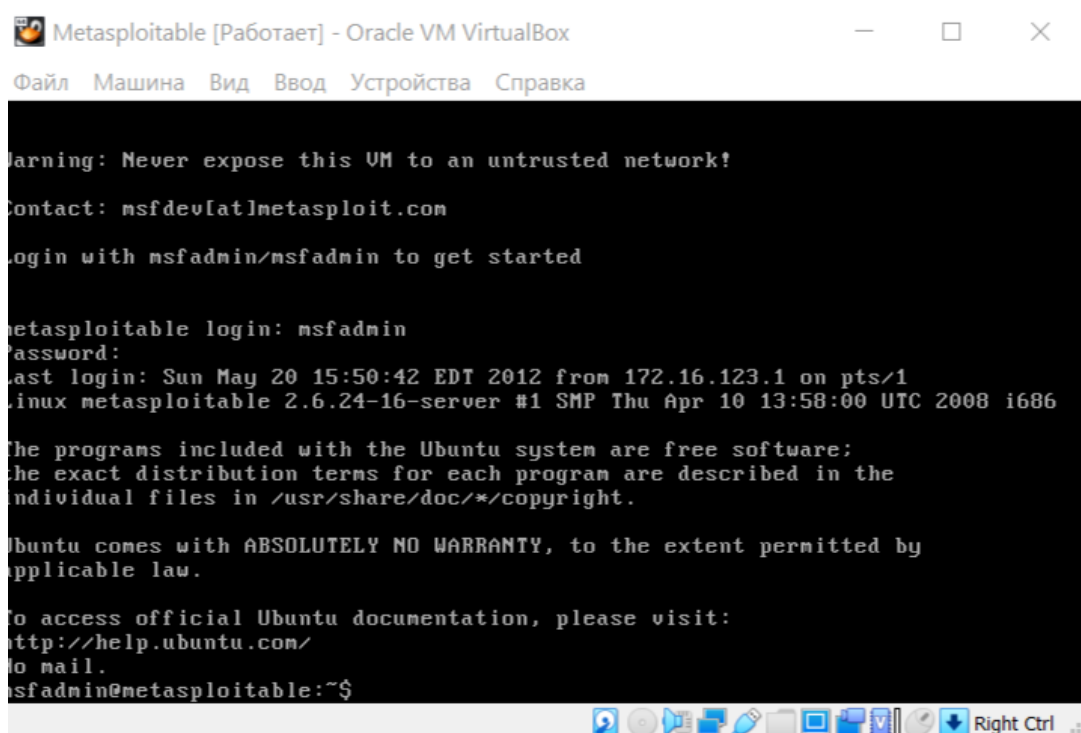 Metasploitable [Работает] - Oracle VM VirtualBox
Файл Машина Вид Ввод Устройства Справка
Warning: Never expose this VM to an untrusted network!
Contact: msfdev[at]metasploit.com
Login with msfadmin/msfadmin to get started
metasploitable login: msfadmin
Password:
Last login: Sun May 20 15:50:42 EDT 2012 from 172.16.123.1 on pts/1
Linux metasploitable 2.6.24-16-server #1 SMP Thu Apr 10 13:58:00 UTC 2008 i686
The programs included with the Ubuntu system are free software;
the exact distribution terms for each program are described in the
individual files in /usr/share/doc/*/copyright.
Ubuntu comes with ABSOLUTELY NO WARRANTY, to the extent permitted by
applicable law.
To access official Ubuntu documentation, please visit:
http://help.ubuntu.com/
No mail.
msfadmin@metasploitable:~$
Right Ctrl